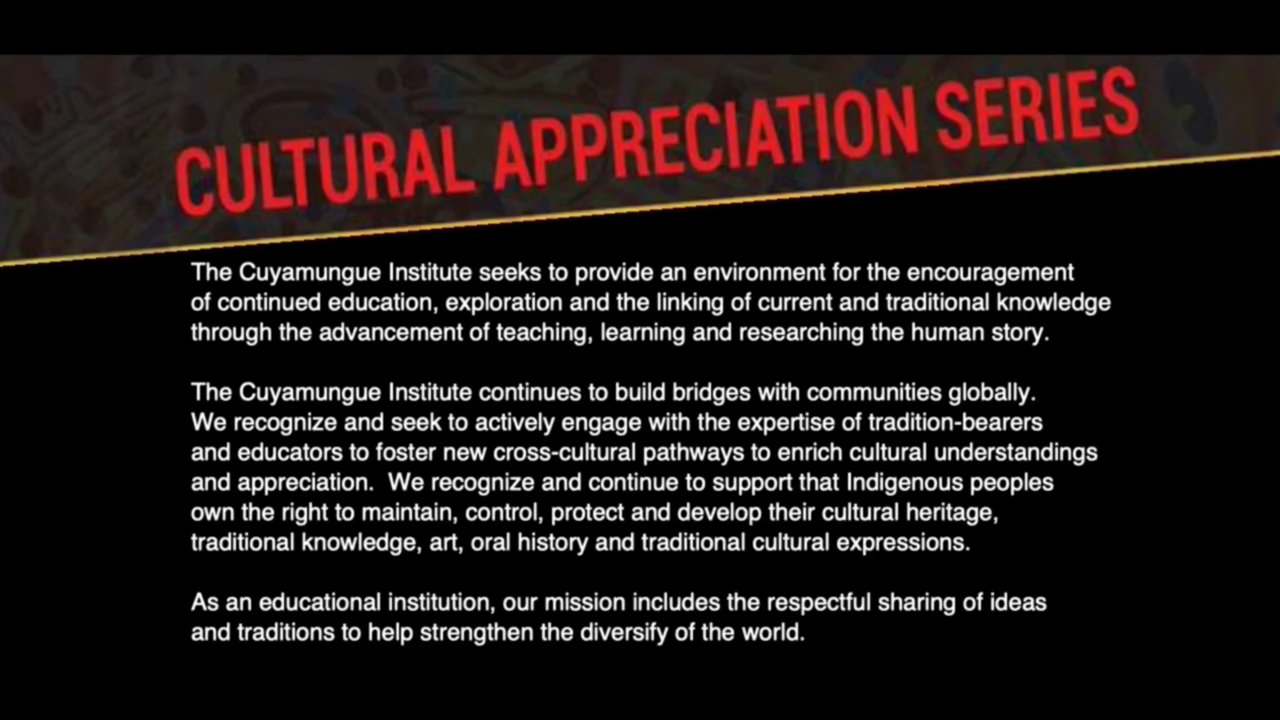 CULTURAL APPRECIATION SERIES
The Cuyamungue Institute seeks to provide an environment for the encouragement
of continued education, exploration and the linking of current and traditional knowledge
through the advancement of teaching, learning and researching the human story.
The Cuyamungue Institute continues to build bridges with communities globally.
We recognize and seek to actively engage with the expertise of tradition-bearers
and educators to foster new cross-cultural pathways to enrich cultural understandings
and appreciation.  We recognize and continue to support that Indigenous peoples
own the right to maintain, control, protect and develop their cultural heritage,
traditional knowledge, art, oral history and traditional cultural expressions.
As an educational institution, our mission includes the respectful sharing of ideas
and traditions to help strengthen the diversify of the world.